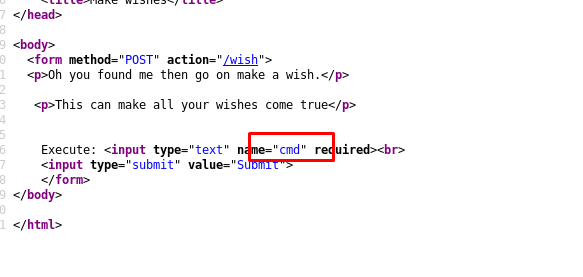 <title>Make wishes</title>
7 </head>
8
9 <body>
0 <form method="POST" action="/wish">
1 <p>Oh you found me then go on make a wish.</p>
2
3 <p>This can make all your wishes come true</p>
4
5
6 Execute: <input type="text" name="cmd" required><br>
7 <input type="submit" value="Submit">
8 </form>
9 </body>
0
1 </html>